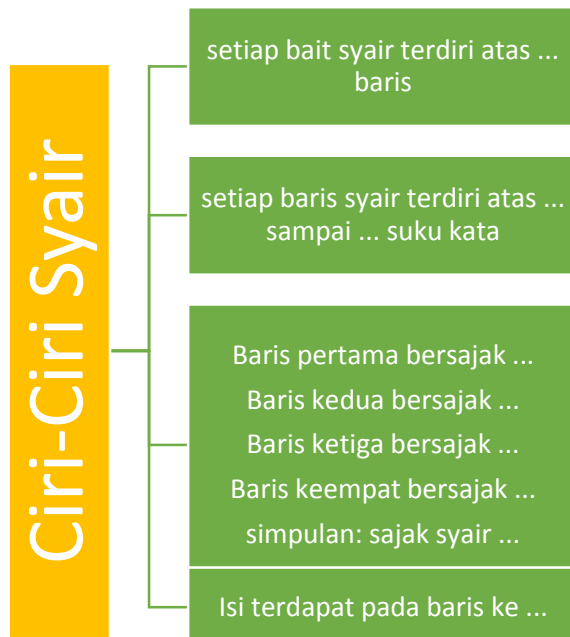 Ciri-Ciri Syair
setiap bait syair terdiri atas ...
baris
setiap baris syair terdiri atas ...
sampai ... suku kata
Baris pertama bersajak ...
Baris kedua bersajak ...
Baris ketiga bersajak ...
Baris keempat bersajak ...
simpulan: sajak syair ...
Isi terdapat pada baris ke ...